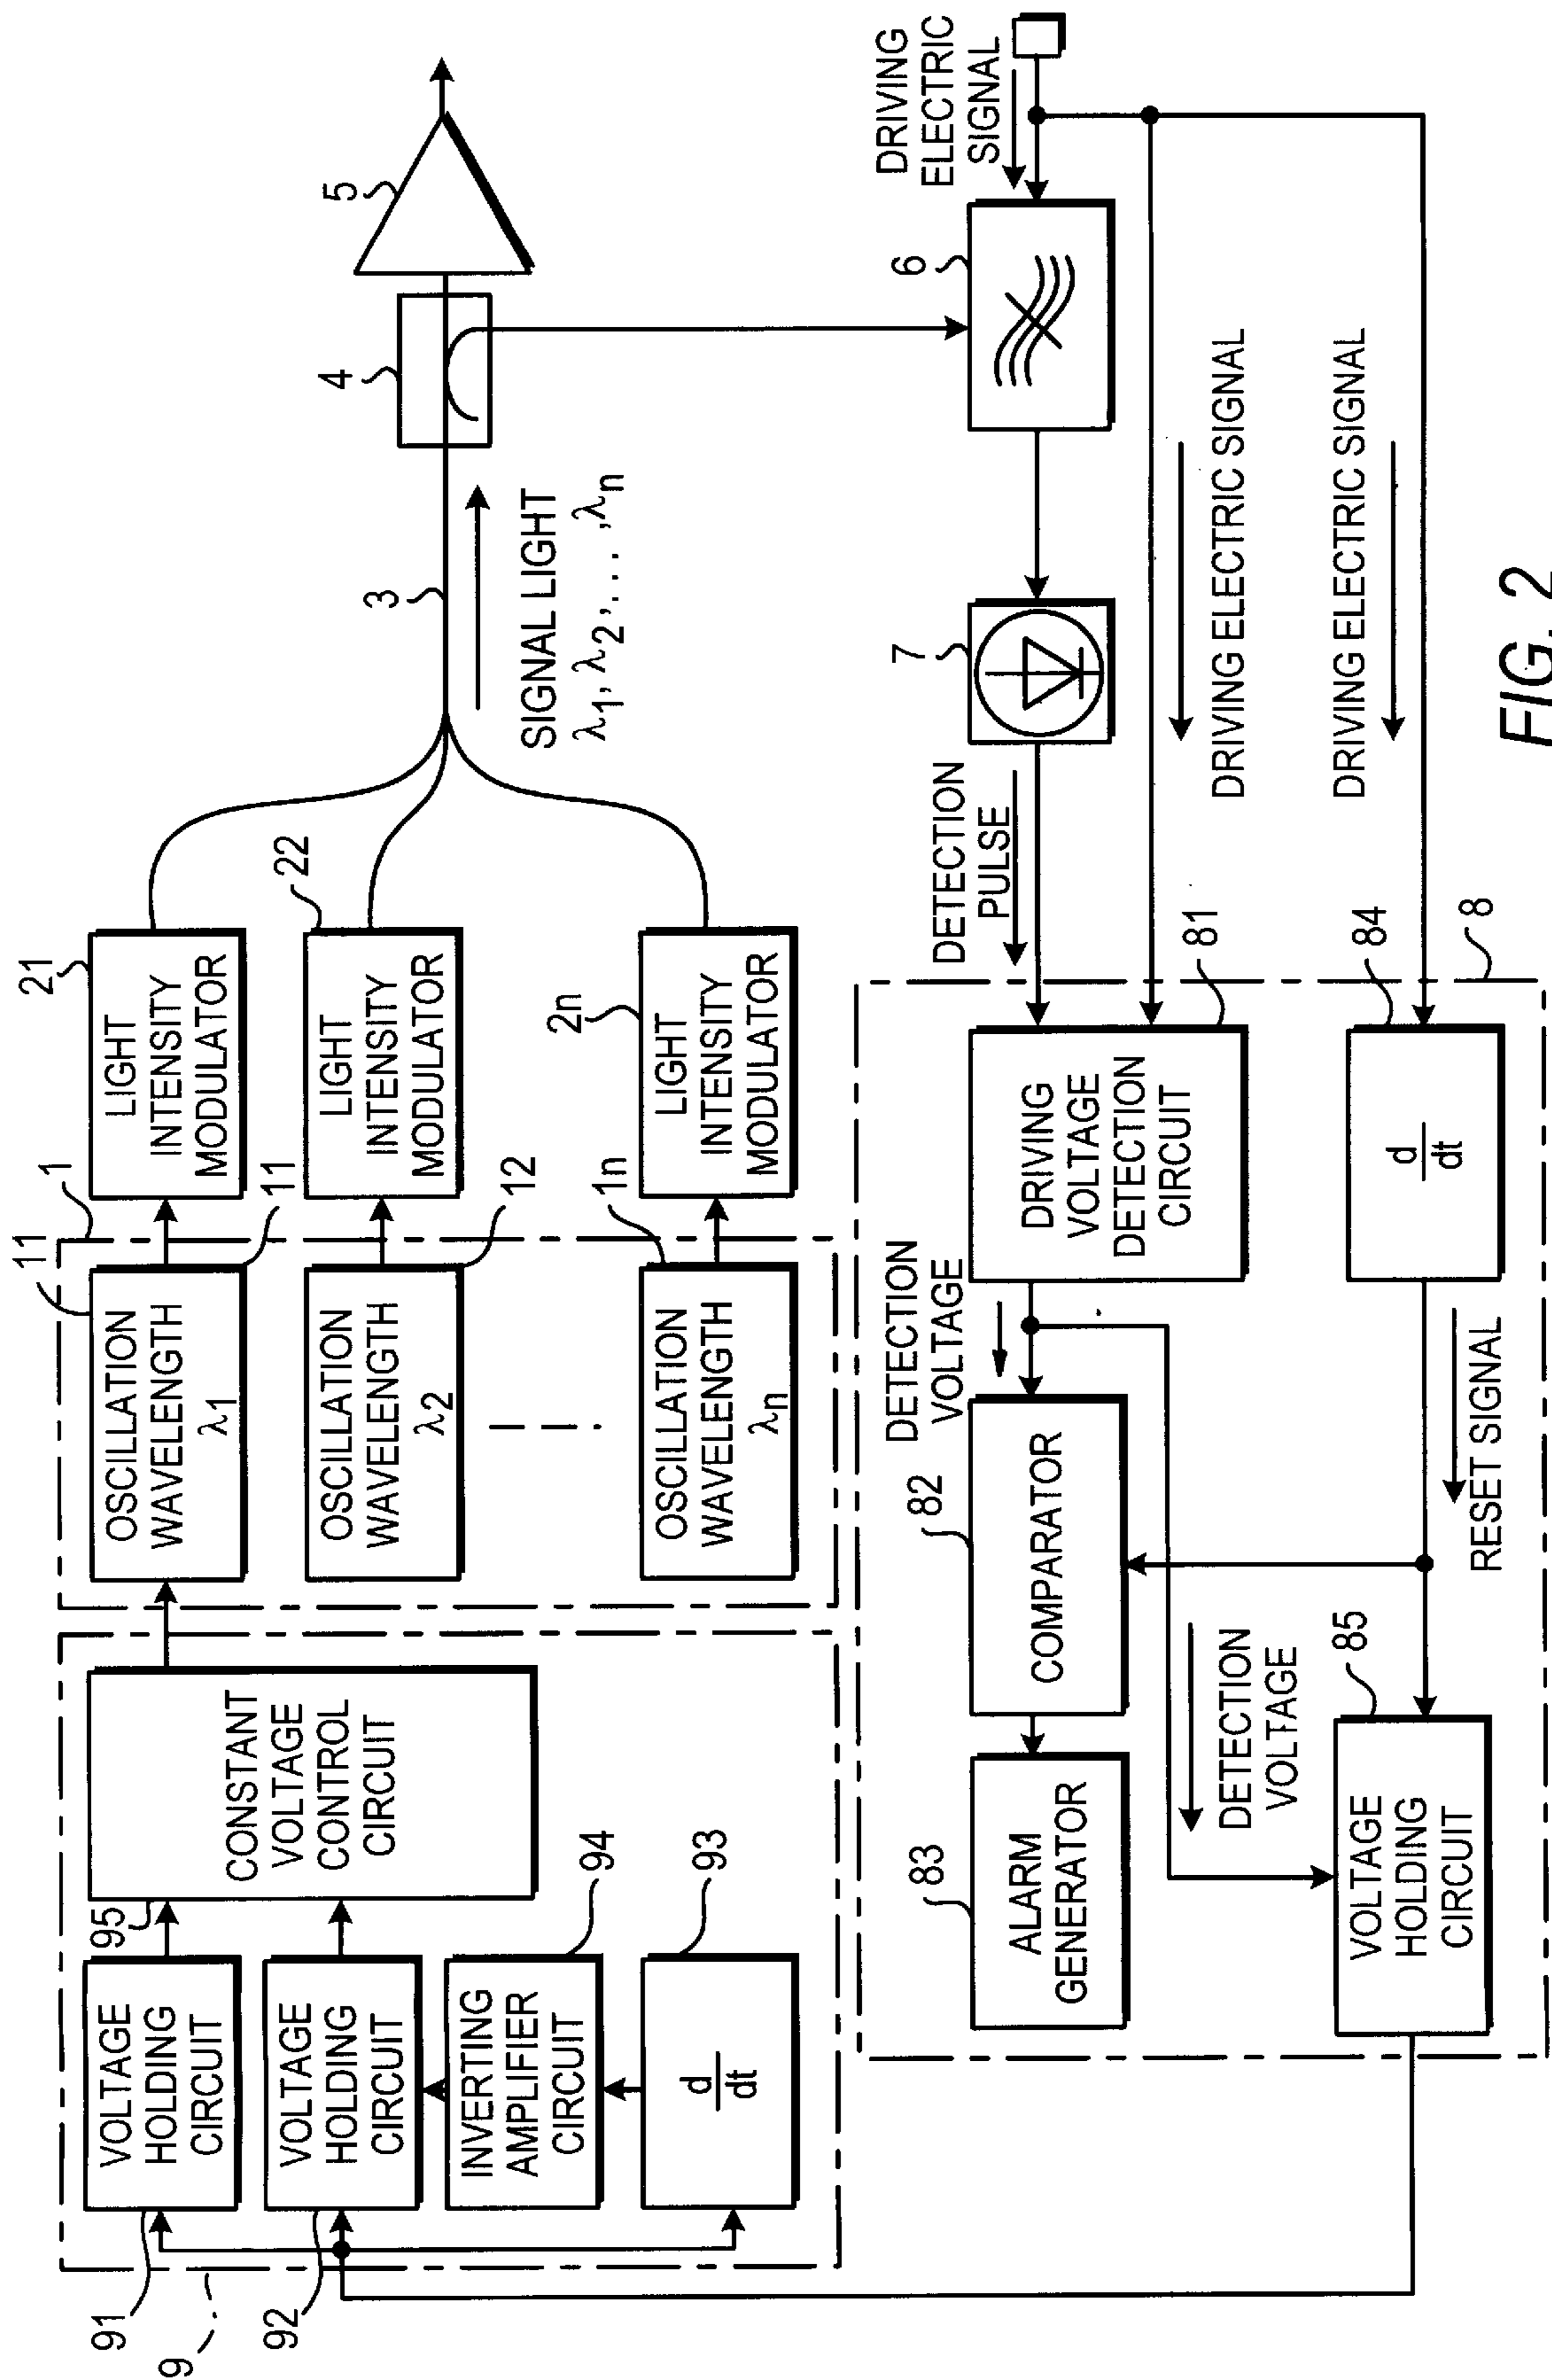 21
LIGHT
INTENSITY
MODULATOR
22
LIGHT
INTENSITY
MODULATOR
2n
LIGHT
INTENSITY
MODULATOR
1
11
OSCILLATION
WAVELENGTH
λ1
11
OSCILLATION
WAVELENGTH
λ2
12
OSCILLATION
WAVELENGTH
λn
1n
CONSTANT
VOLTAGE
CONTROL
CIRCUIT
95
VOLTAGE
HOLDING
CIRCUIT
91
VOLTAGE
HOLDING
CIRCUIT
92
INVERTING
AMPLIFIER
CIRCUIT
94
d
dt
93
9
3
SIGNAL LIGHT
λ1, λ2, . . . ,λn
4
5
DRIVING
ELECTRIC
SIGNAL
6
7
DETECTION
PULSE
DRIVING ELECTRIC SIGNAL
DRIVING ELECTRIC SIGNAL
8
DRIVING
VOLTAGE
DETECTION
CIRCUIT
81
d
dt
84
DETECTION
VOLTAGE
RESET SIGNAL
COMPARATOR
82
ALARM
GENERATOR
83
DETECTION
VOLTAGE
VOLTAGE
HOLDING
CIRCUIT
85
FIG. 2